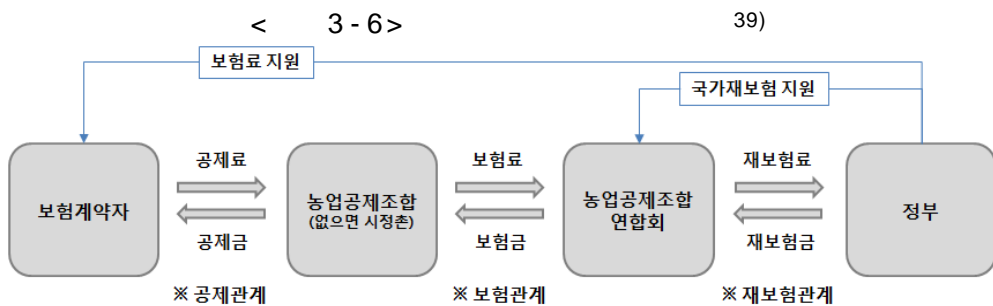 < 3 - 6 >
39)
보험료 지원
국가재보험 지원
보험계약자
공제료
공제금
농업공제조합
(없으면 시정촌)
보험료
보험금
농업공제조합
연합회
재보험료
재보험금
정부
※ 공제관계
※ 보험관계
※ 재보험관계